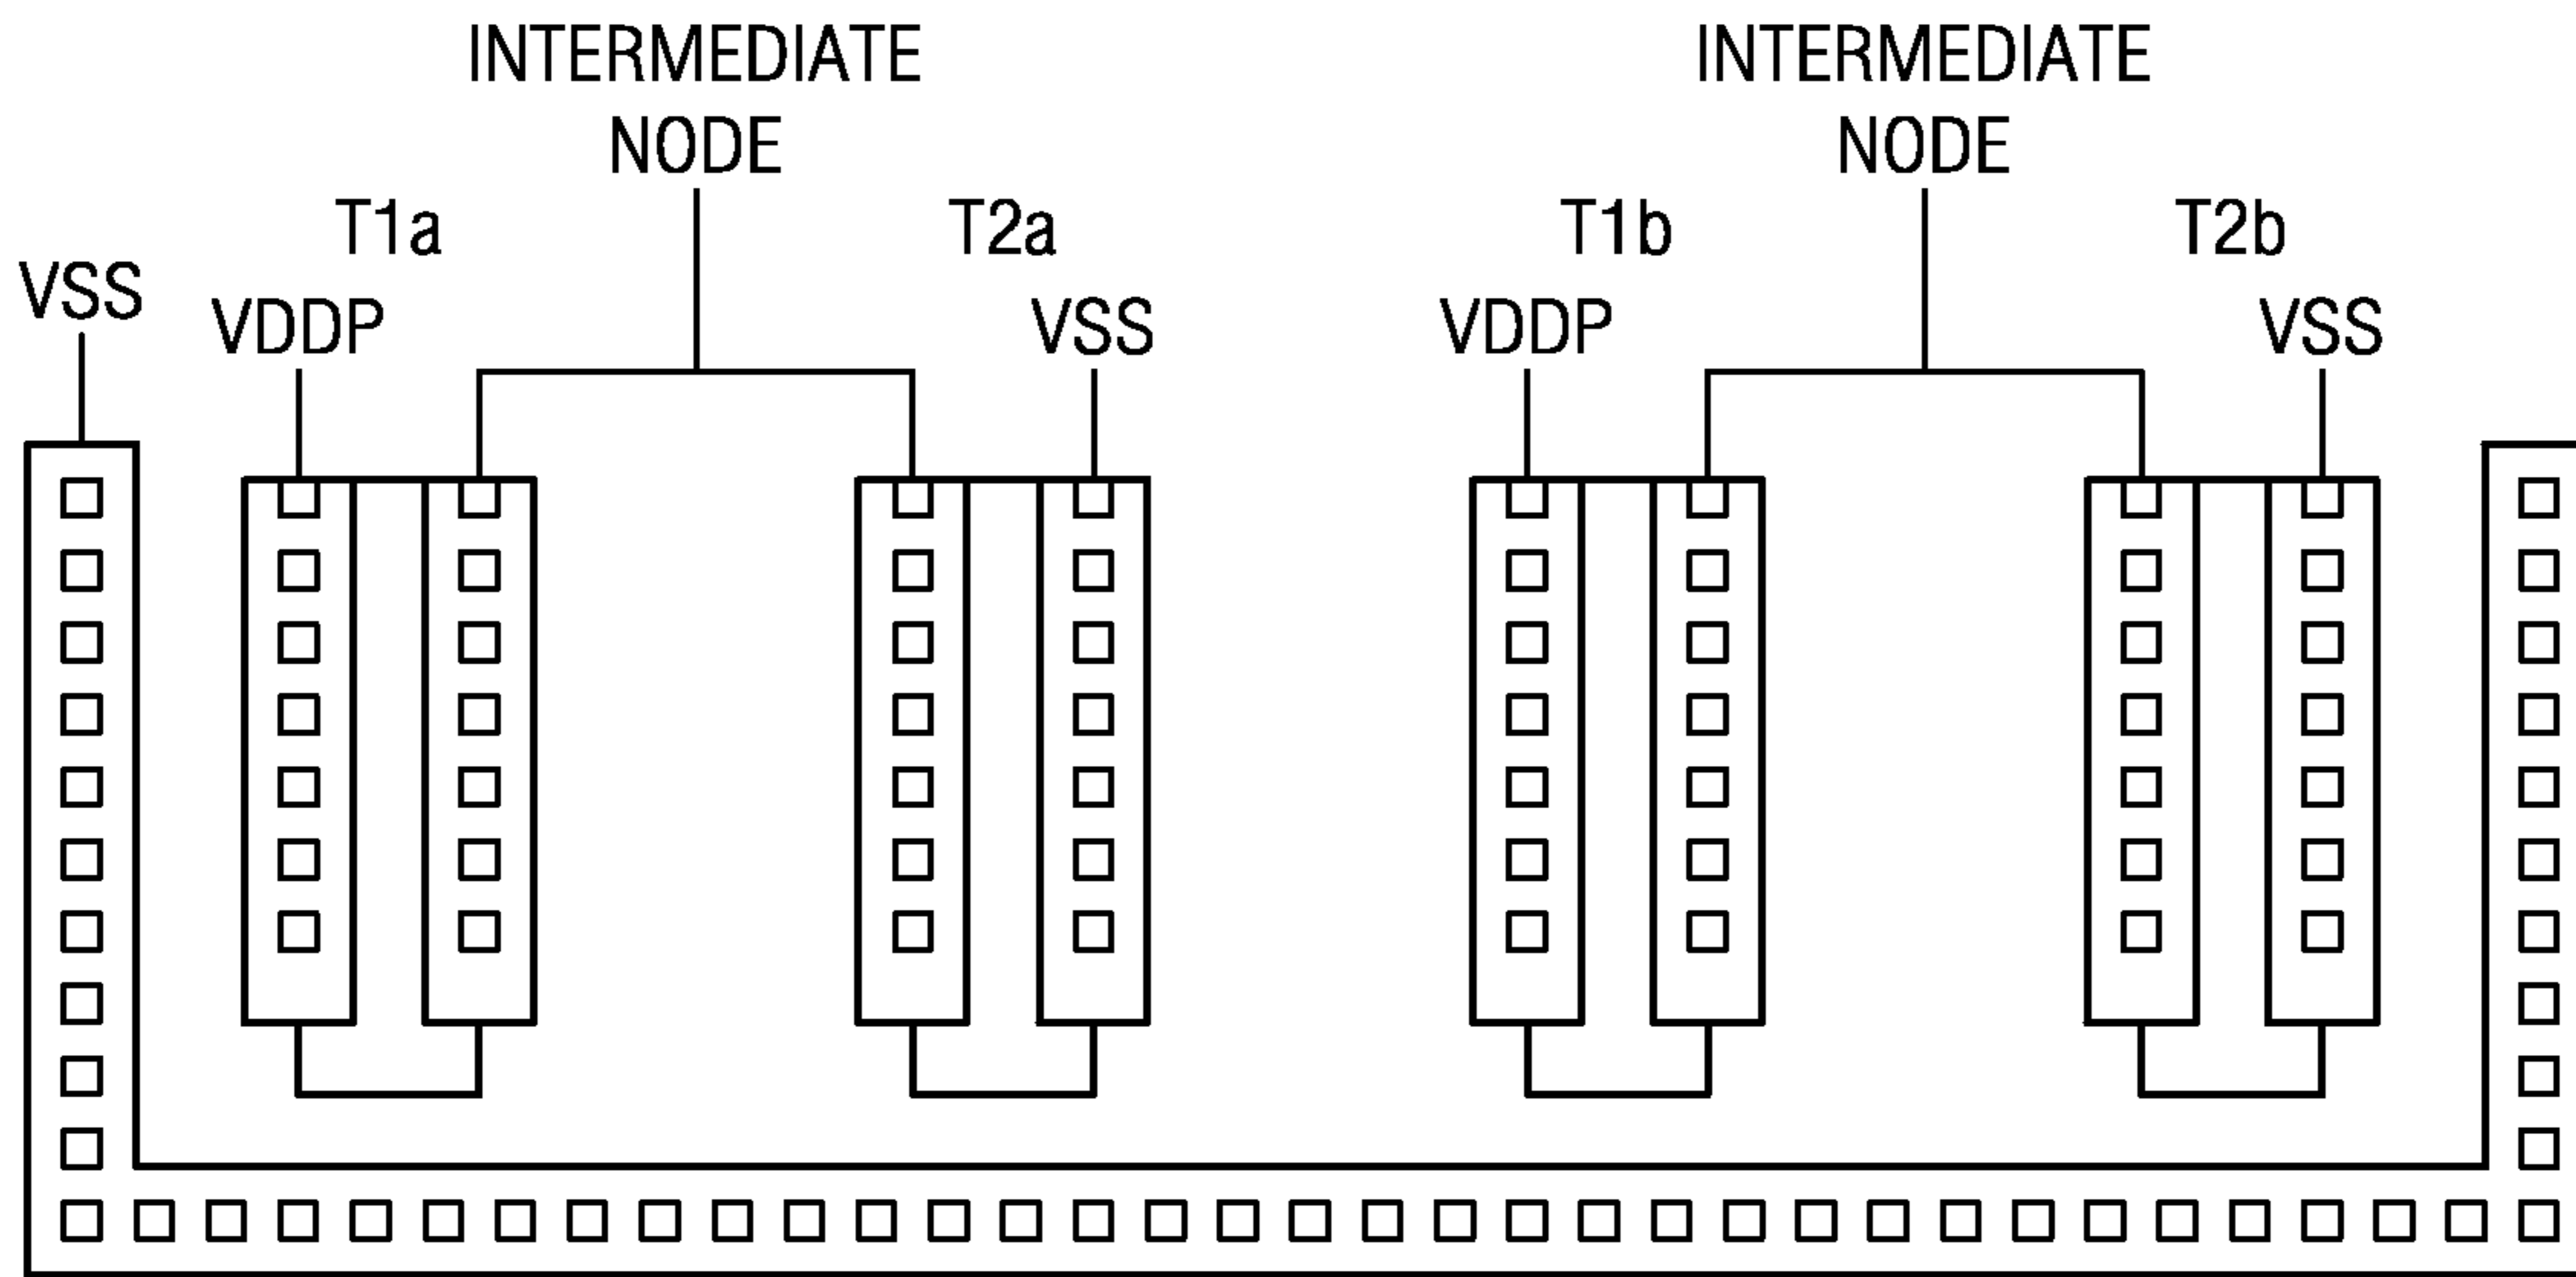 INTERMEDIATE
NODE
INTERMEDIATE
NODE
T1a
T2a
T1b
T2b
VSS
VDDP
VSS
VDDP
VSS